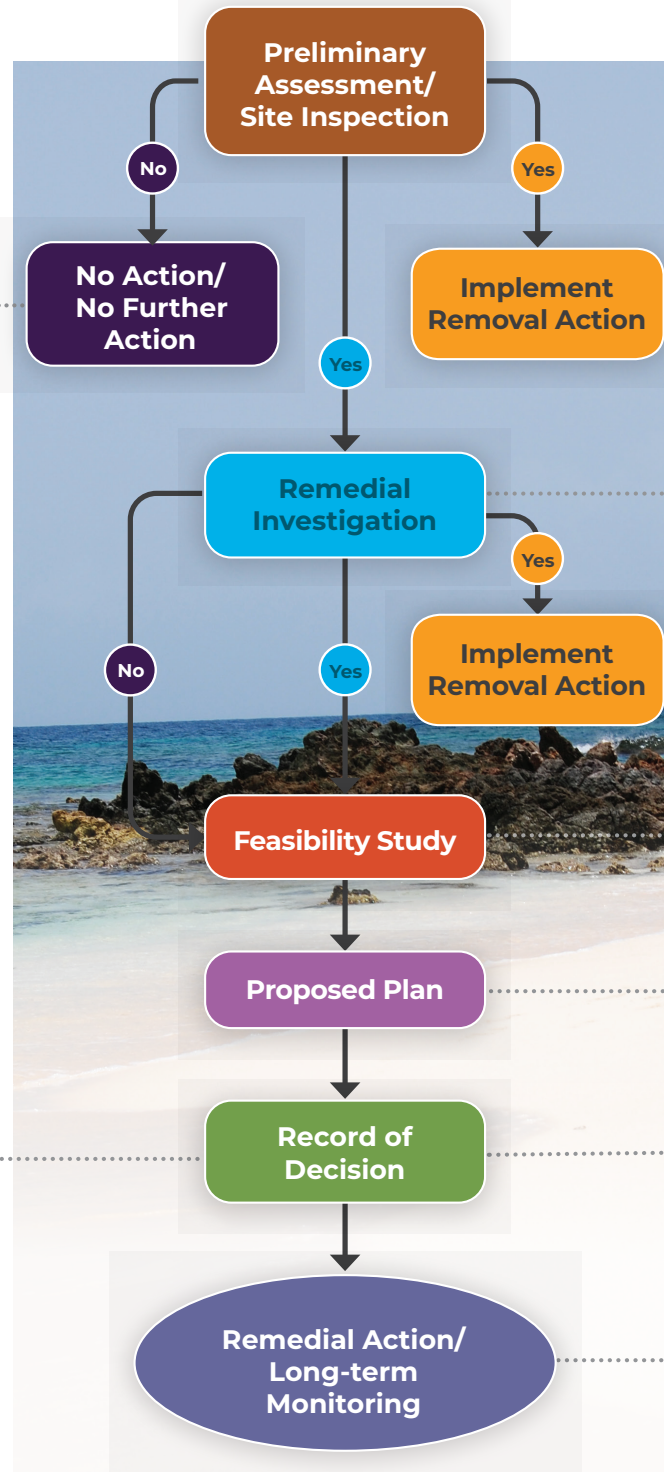 Preliminary
Assessment/
Site Inspection
No
Yes
No Action/
No Further
Action
Implement
Removal Action
Yes
Remedial
Investigation
Yes
Implement
Removal Action
No
Yes
Feasibility Study
Proposed Plan
Record of
Decision
Remedial Action/
Long-term
Monitoring